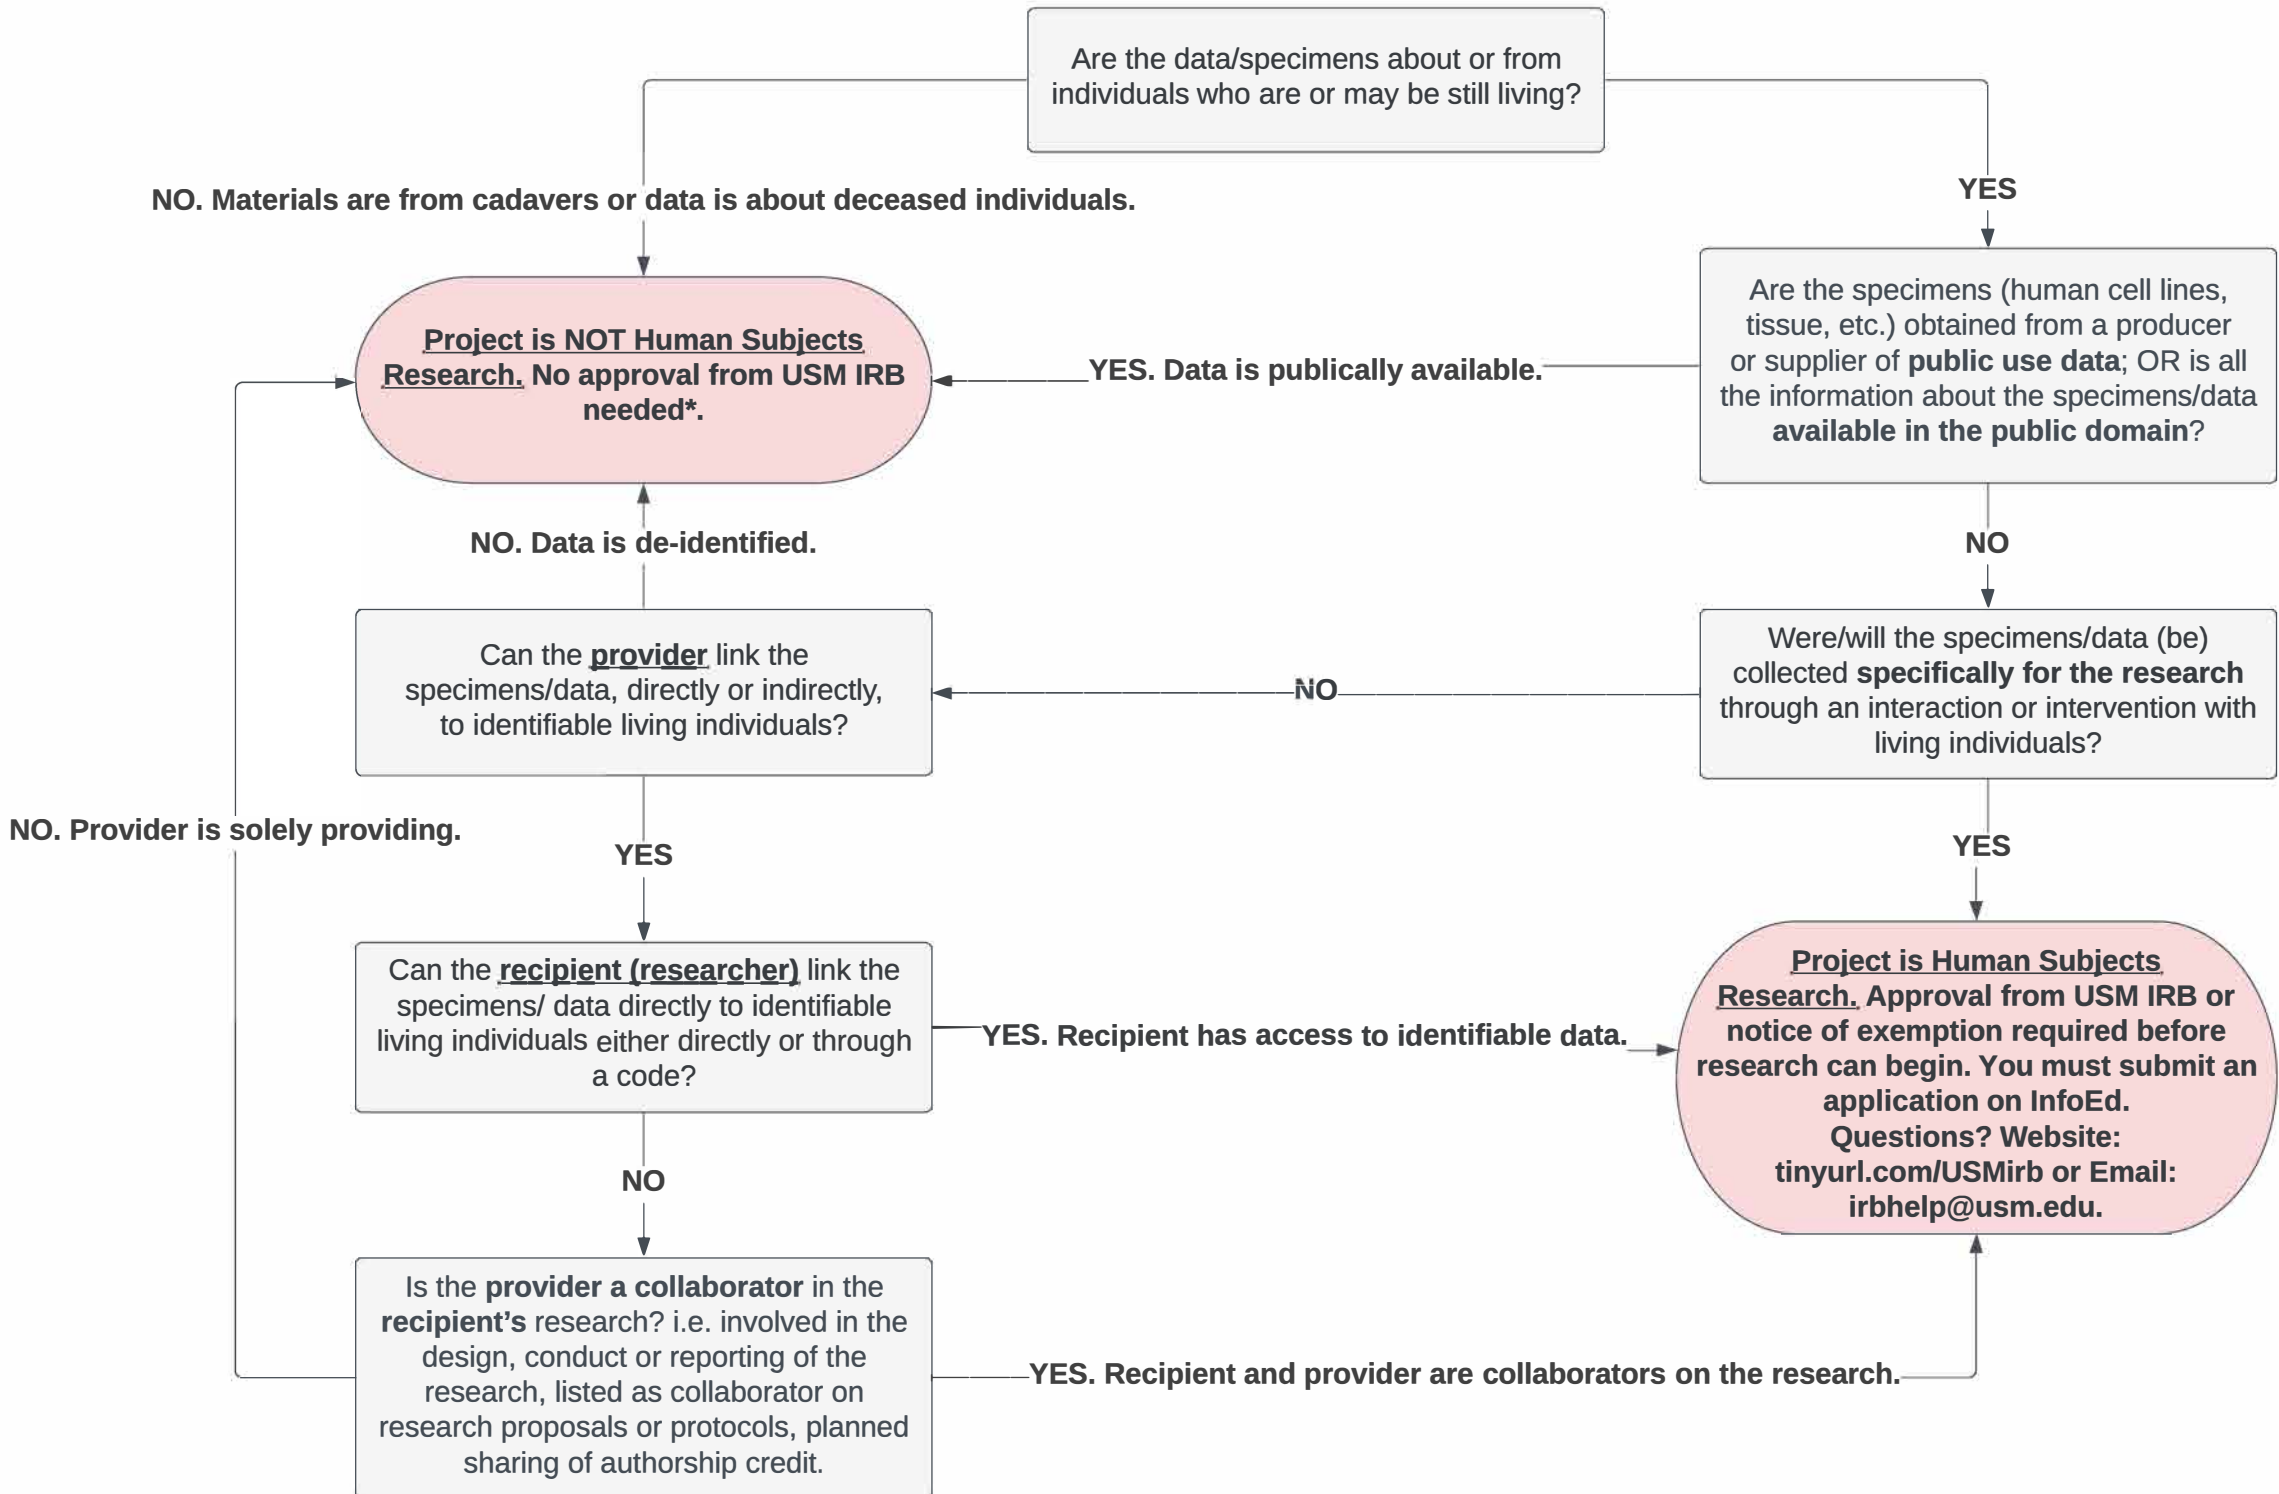 Are the data/specimens about or from
individuals who are or may be still living?
NO. Materials are from cadavers or data is about deceased individuals.
YES
Project is NOT Human Subjects
Research. No approval from USM IRB
needed*.
YES. Data is publically available.
Are the specimens (human cell lines,
tissue, etc.) obtained from a producer
or supplier of public use data; OR is all
the information about the specimens/data
available in the public domain?
NO. Data is de-identified.
NO
Can the provider link the
specimens/data, directly or indirectly,
to identifiable living individuals?
NO
Were/will the specimens/data (be)
collected specifically for the research
through an interaction or intervention with
living individuals?
NO. Provider is solely providing.
YES
YES
Can the recipient (researcher) link the
specimens/ data directly to identifiable
living individuals either directly or through
a code?
YES. Recipient has access to identifiable data.
Project is Human Subjects
Research. Approval from USM IRB or
notice of exemption required before
research can begin. You must submit an
application on InfoEd.
Questions? Website:
tinyurl.com/USMirb or Email:
irbhelp@usm.edu.
NO
Is the provider a collaborator in the
recipient’s research? i.e. involved in the
design, conduct or reporting of the
research, listed as collaborator on
research proposals or protocols, planned
sharing of authorship credit.
YES. Recipient and provider are collaborators on the research.